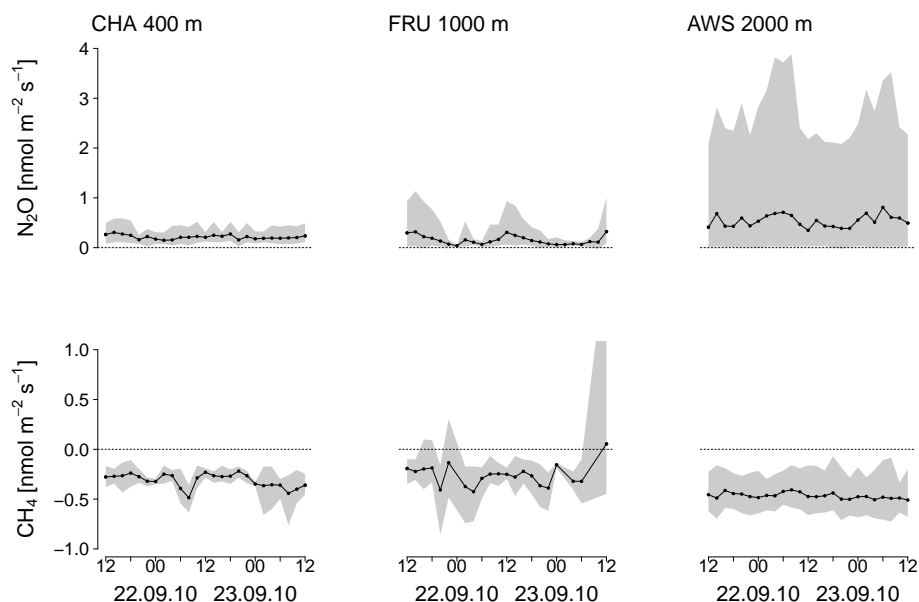 CHA 400 m FRU 1000 m AWS 2000 m
N₂O [nmol m⁻² s⁻¹]
4
3
2
1
0
CH₄ [nmol m⁻² s⁻¹]
1.0
0.5
0.0
−0.5
−1.0
12 00 12 00 12 12 00 12 00 12 12 00 12 00 12
22.09.10 23.09.10 22.09.10 23.09.10 22.09.10 23.09.10